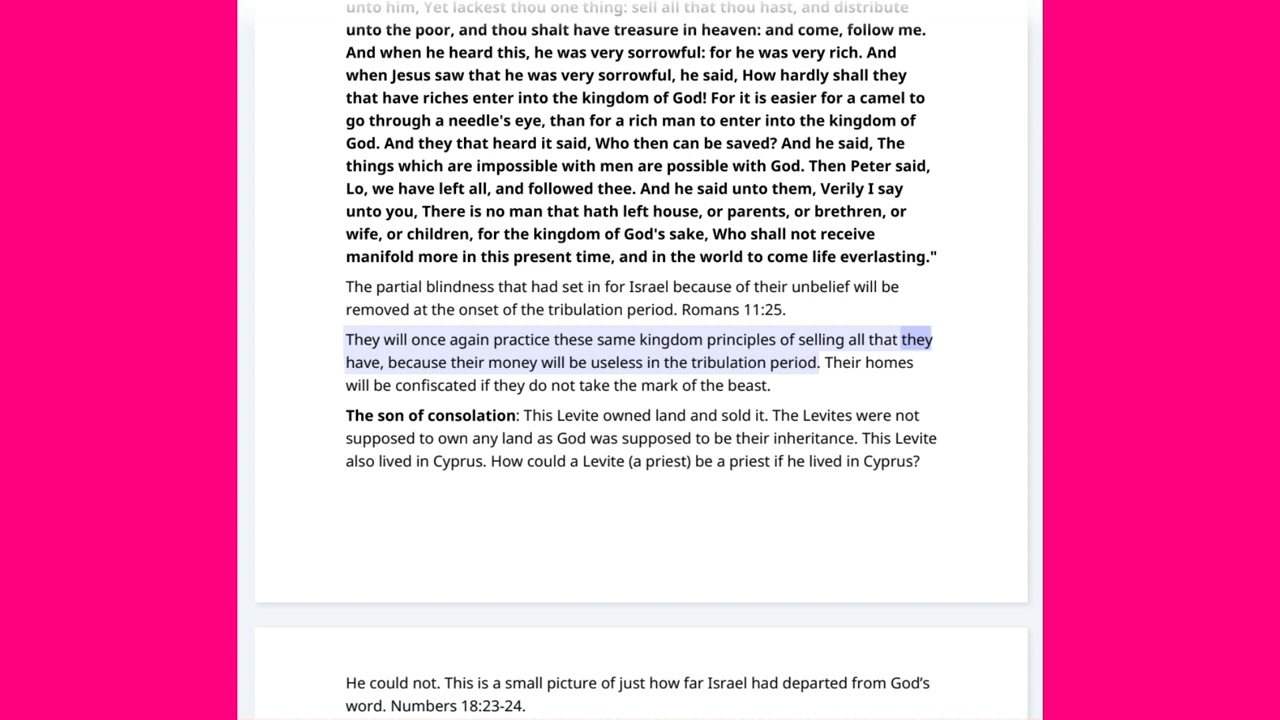 unto him, Yet lackest thou one thing: sell all that thou hast, and distribute
unto the poor, and thou shalt have treasure in heaven: and come, follow me.
And when he heard this, he was very sorrowful: for he was very rich. And
when Jesus saw that he was very sorrowful, he said, How hardly shall they
that have riches enter into the kingdom of God! For it is easier for a camel to
go through a needle's eye, than for a rich man to enter into the kingdom of
God. And they that heard it said, Who then can be saved? And he said, The
things which are impossible with men are possible with God. Then Peter said,
Lo, we have left all, and followed thee. And he said unto them, Verily I say
unto you, There is no man that hath left house, or parents, or brethren, or
wife, or children, for the kingdom of God's sake, Who shall not receive
manifold more in this present time, and in the world to come life everlasting."
The partial blindness that had set in for Israel because of their unbelief will be
removed at the onset of the tribulation period. Romans 11:25.
They will once again practice these same kingdom principles of selling all that they
have, because their money will be useless in the tribulation period. Their homes
will be confiscated if they do not take the mark of the beast.
The son of consolation: This Levite owned land and sold it. The Levites were not
supposed to own any land as God was supposed to be their inheritance. This Levite
also lived in Cyprus. How could a Levite (a priest) be a priest if he lived in Cyprus?
He could not. This is a small picture of just how far Israel had departed from God’s
word. Numbers 18:23-24.